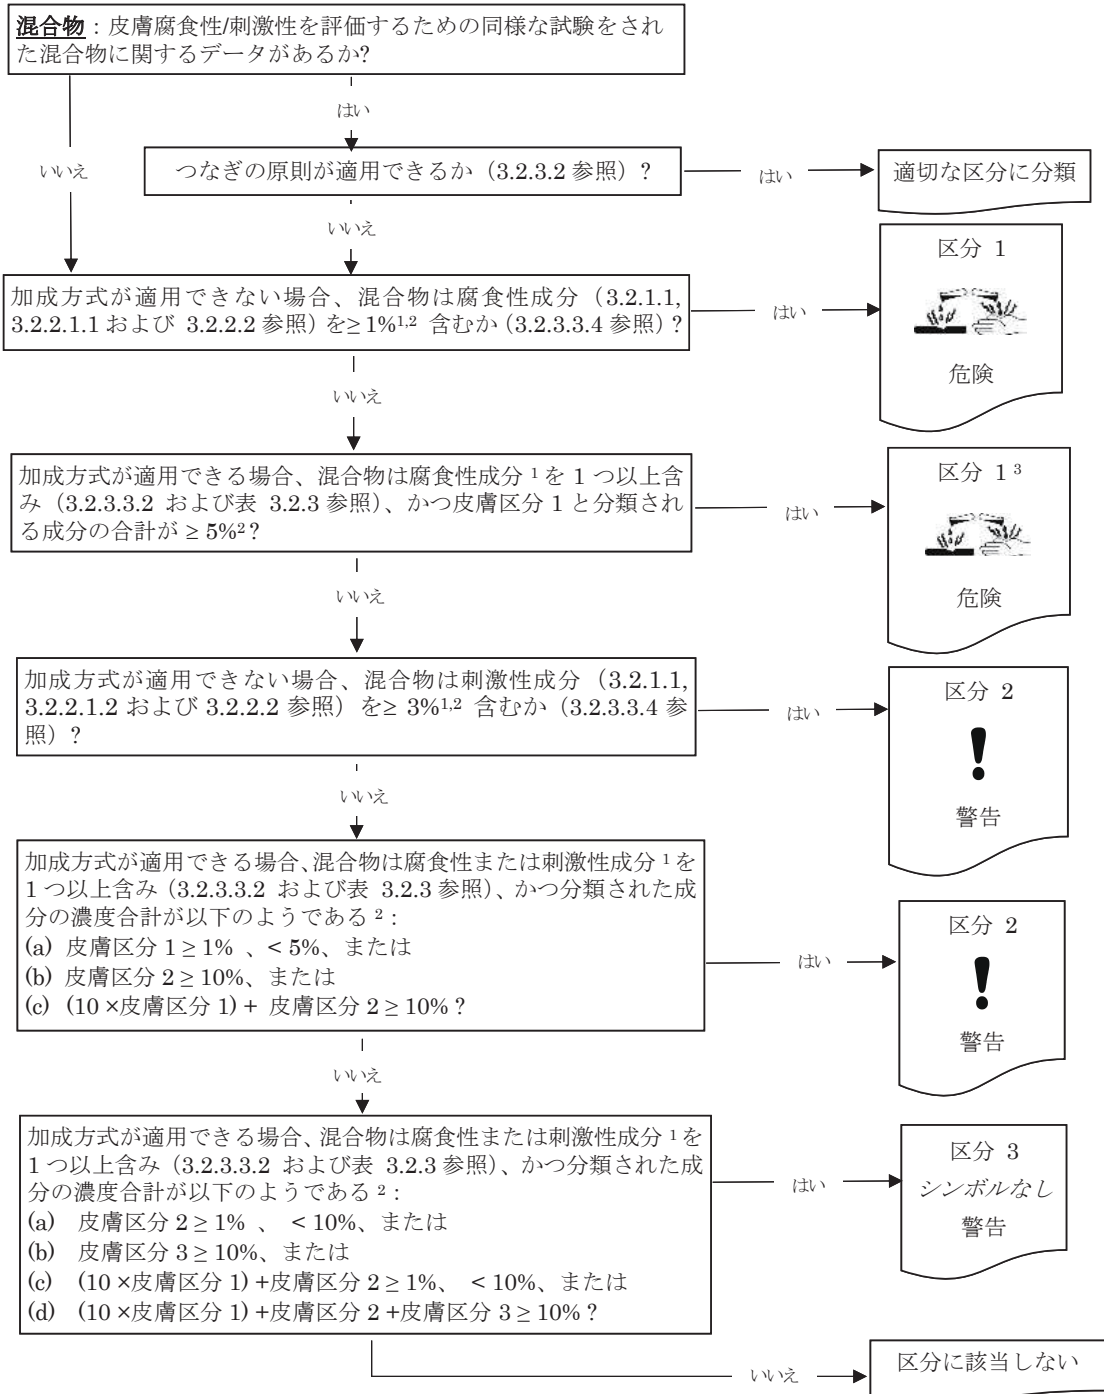 混合物：皮膚腐食性/刺激性を評価するための同様な試験をされ
た混合物に関するデータがあるか?
はい
いいえ
つなぎの原則が適用できるか（3.2.3.2 参照）？
はい
適切な区分に分類
いいえ
加成方式が適用できない場合、混合物は腐食性成分（3.2.1.1,
3.2.2.1.1 および 3.2.2.2 参照）を≥ 1%1,2 含むか（3.2.3.3.4 参照）？
はい
区分 1
危険
いいえ
加成方式が適用できる場合、混合物は腐食性成分 1 を 1 つ以上含
み（3.2.3.3.2 および表 3.2.3 参照）、かつ皮膚区分 1 と分類され
る成分の合計が ≥ 5%2？
はい
区分 1 3
危険
いいえ
加成方式が適用できない場合、混合物は刺激性成分（3.2.1.1,
3.2.2.1.2 および 3.2.2.2 参照）を≥ 3%1,2 含むか（3.2.3.3.4 参
照）？
はい
区分 2
警告
いいえ
加成方式が適用できる場合、混合物は腐食性または刺激性成分 1 を
1 つ以上含み（3.2.3.3.2 および表 3.2.3 参照）、かつ分類された成
分の濃度合計が以下のようである 2：
(a) 皮膚区分 1 ≥ 1% 、< 5%、または
(b) 皮膚区分 2 ≥ 10%、または
(c) (10 ×皮膚区分 1) + 皮膚区分 2 ≥ 10%？
はい
区分 2
警告
いいえ
加成方式が適用できる場合、混合物は腐食性または刺激性成分 1 を
1 つ以上含み（3.2.3.3.2 および表 3.2.3 参照）、かつ分類された成
分の濃度合計が以下のようである 2：
(a) 皮膚区分 2 ≥ 1% 、 < 10%、または
(b) 皮膚区分 3 ≥ 10%、または
(c) (10 ×皮膚区分 1) +皮膚区分 2 ≥ 1%、 < 10%、または
(d) (10 ×皮膚区分 1) +皮膚区分 2 +皮膚区分 3 ≥ 10%？
はい
区分 3
シンボルなし
警告
いいえ
区分に該当しない